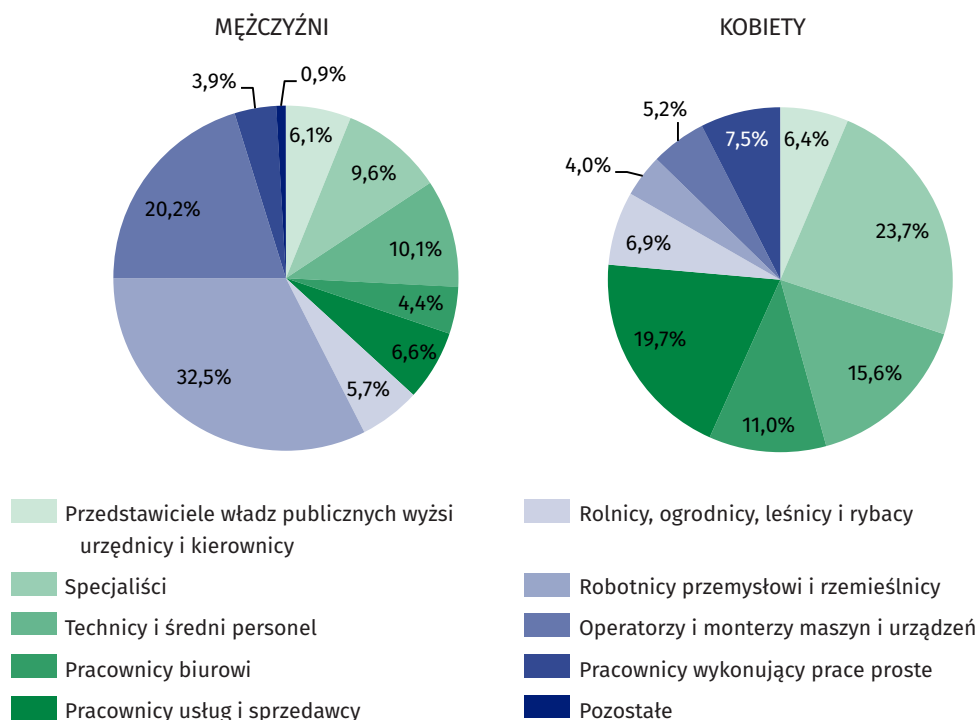 MĘŻCZYŹNI
3,9%
0,9%
6,1%
9,6%
20,2%
10,1%
4,4%
6,6%
32,5%
5,7%
KOBIETY
5,2%
7,5%
6,4%
4,0%
23,7%
6,9%
19,7%
15,6%
11,0%
Przedstawiciele władz publicznych wyżsi
urzędnicy i kierownicy
Specjaliści
Technicy i średni personel
Pracownicy biurowi
Pracownicy usług i sprzedawcy
Rolnicy, ogrodnicy, leśnicy i rybacy
Robotnicy przemysłowi i rzemieślnicy
Operatorzy i monterzy maszyn i urządzeń
Pracownicy wykonujący prace proste
Pozostałe